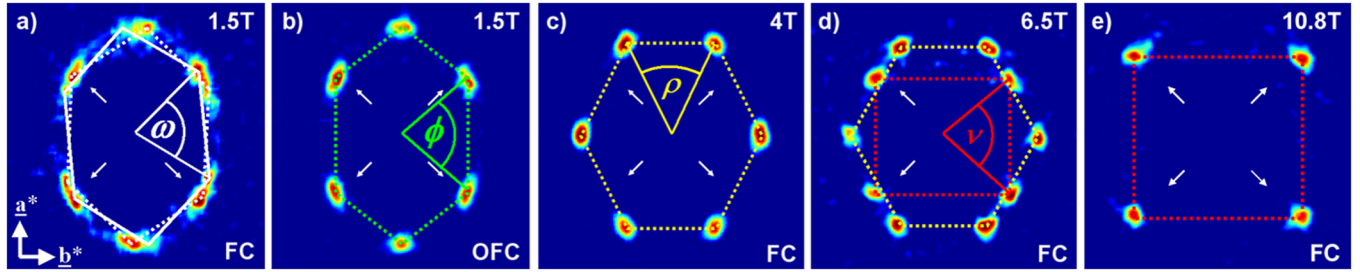 a) 1.5T
ω
a*
b*
FC
b) 1.5T
ϕ
OFC
c) 4T
ρ
FC
d) 6.5T
ν
FC
e) 10.8T
FC